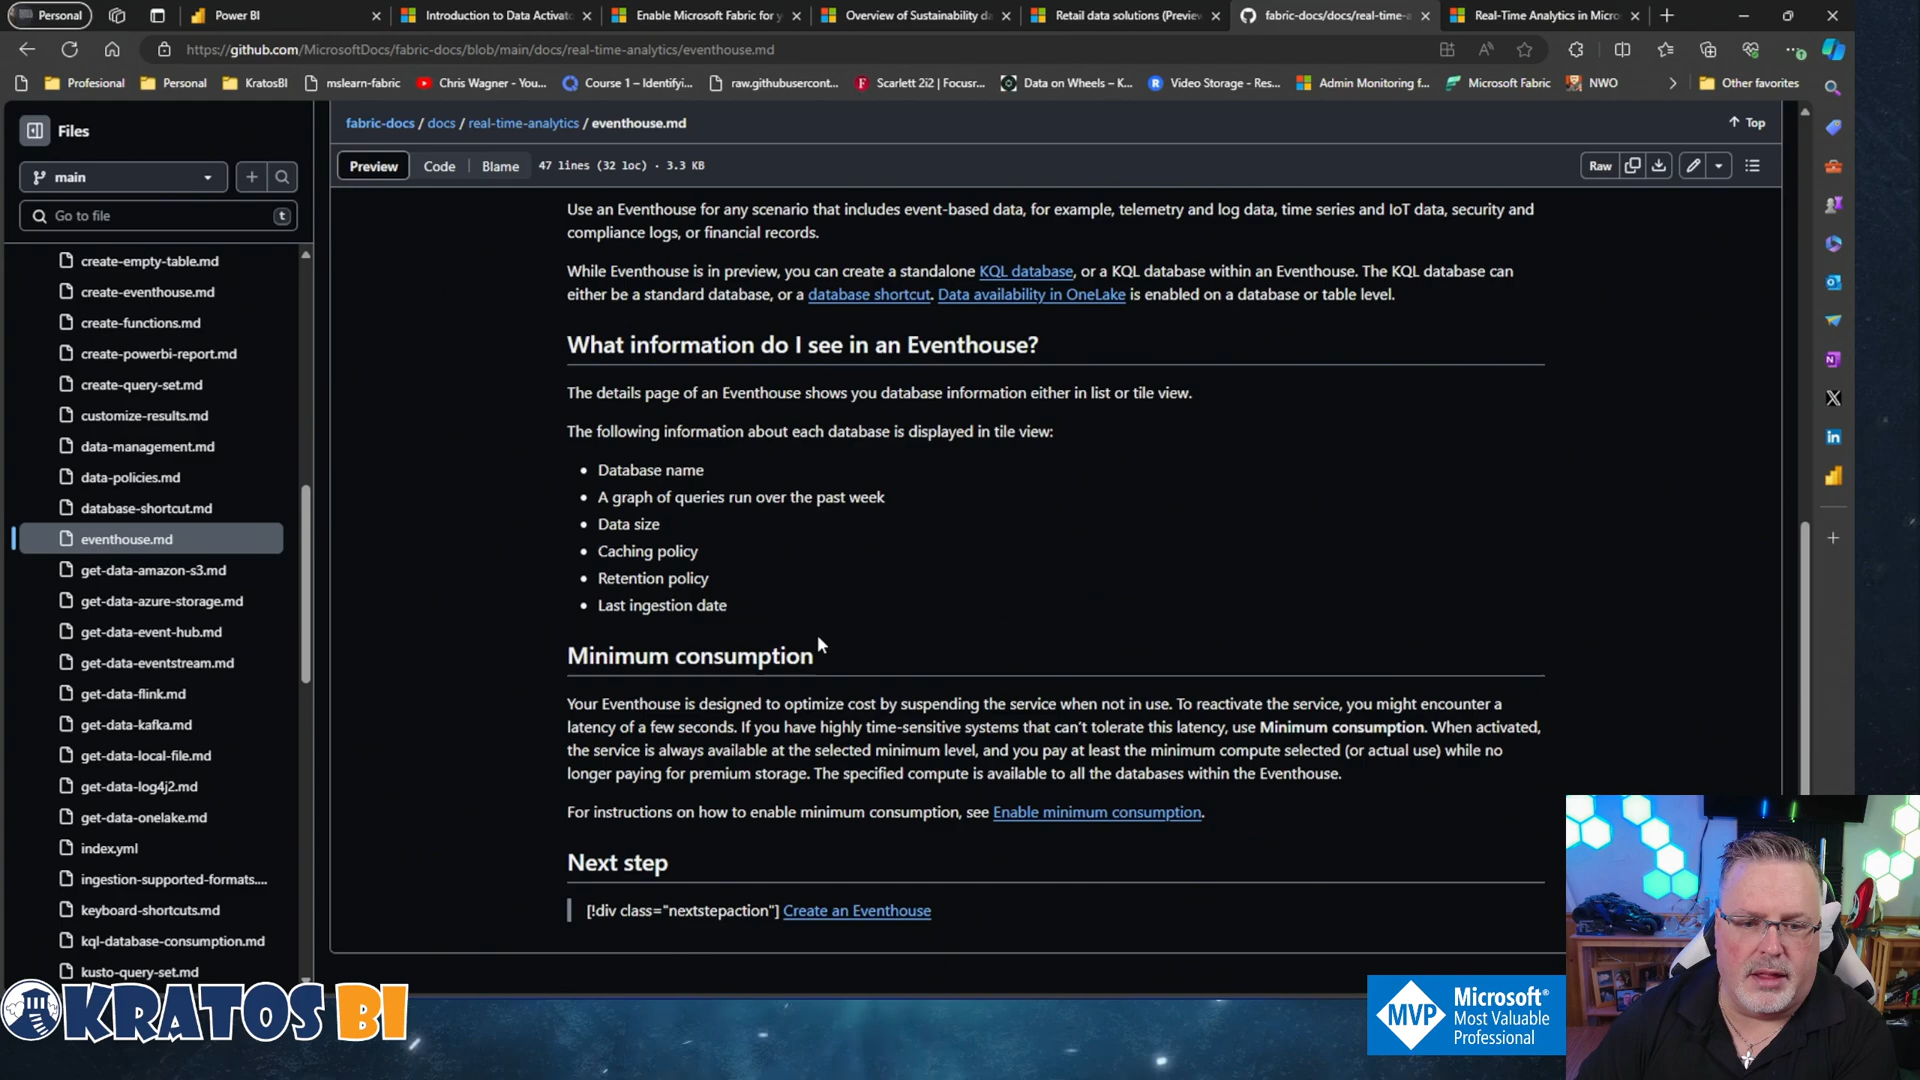 Personal
Power BI
Introduction to Data Activato
Enable Microsoft Fabric for y
Overview of Sustainability da
Retail data solutions (Preview
fabric-docs/docs/real-time-a
Real-Time Analytics in Micro
https://github.com/MicrosoftDocs/fabric-docs/blob/main/docs/real-time-analytics/eventhouse.md
Profesional
Personal
KratosBI
mslearn-fabric
Chris Wagner - You...
Course 1 – Identifyi...
raw.githubusercont...
Scarlett 2i2 | Focusr...
Data on Wheels – K...
Video Storage - Res...
Admin Monitoring f...
Microsoft Fabric
NWO
Other favorites
Files
fabric-docs / docs / real-time-analytics / eventhouse.md
Top
main
Preview
Code
Blame
47 lines (32 loc) · 3.3 KB
Raw
Go to file
t
create-empty-table.md
create-eventhouse.md
create-functions.md
create-powerbi-report.md
create-query-set.md
customize-results.md
data-management.md
data-policies.md
database-shortcut.md
eventhouse.md
get-data-amazon-s3.md
get-data-azure-storage.md
get-data-event-hub.md
get-data-eventstream.md
get-data-flink.md
get-data-kafka.md
get-data-local-file.md
get-data-log4j2.md
get-data-onelake.md
index.yml
ingestion-supported-formats....
keyboard-shortcuts.md
kql-database-consumption.md
kusto-query-set.md
Use an Eventhouse for any scenario that includes event-based data, for example, telemetry and log data, time series and IoT data, security and
compliance logs, or financial records.
While Eventhouse is in preview, you can create a standalone KQL database, or a KQL database within an Eventhouse. The KQL database can
either be a standard database, or a database shortcut. Data availability in OneLake is enabled on a database or table level.
What information do I see in an Eventhouse?
The details page of an Eventhouse shows you database information either in list or tile view.
The following information about each database is displayed in tile view:
• Database name
• A graph of queries run over the past week
• Data size
• Caching policy
• Retention policy
• Last ingestion date
Minimum consumption
Your Eventhouse is designed to optimize cost by suspending the service when not in use. To reactivate the service, you might encounter a
latency of a few seconds. If you have highly time-sensitive systems that can't tolerate this latency, use Minimum consumption. When activated,
the service is always available at the selected minimum level, and you pay at least the minimum compute selected (or actual use) while no
longer paying for premium storage. The specified compute is available to all the databases within the Eventhouse.
For instructions on how to enable minimum consumption, see Enable minimum consumption.
Next step
[!div class="nextstepaction"] Create an Eventhouse
KRATOS BI
MVP
Microsoft®
Most Valuable
Professional